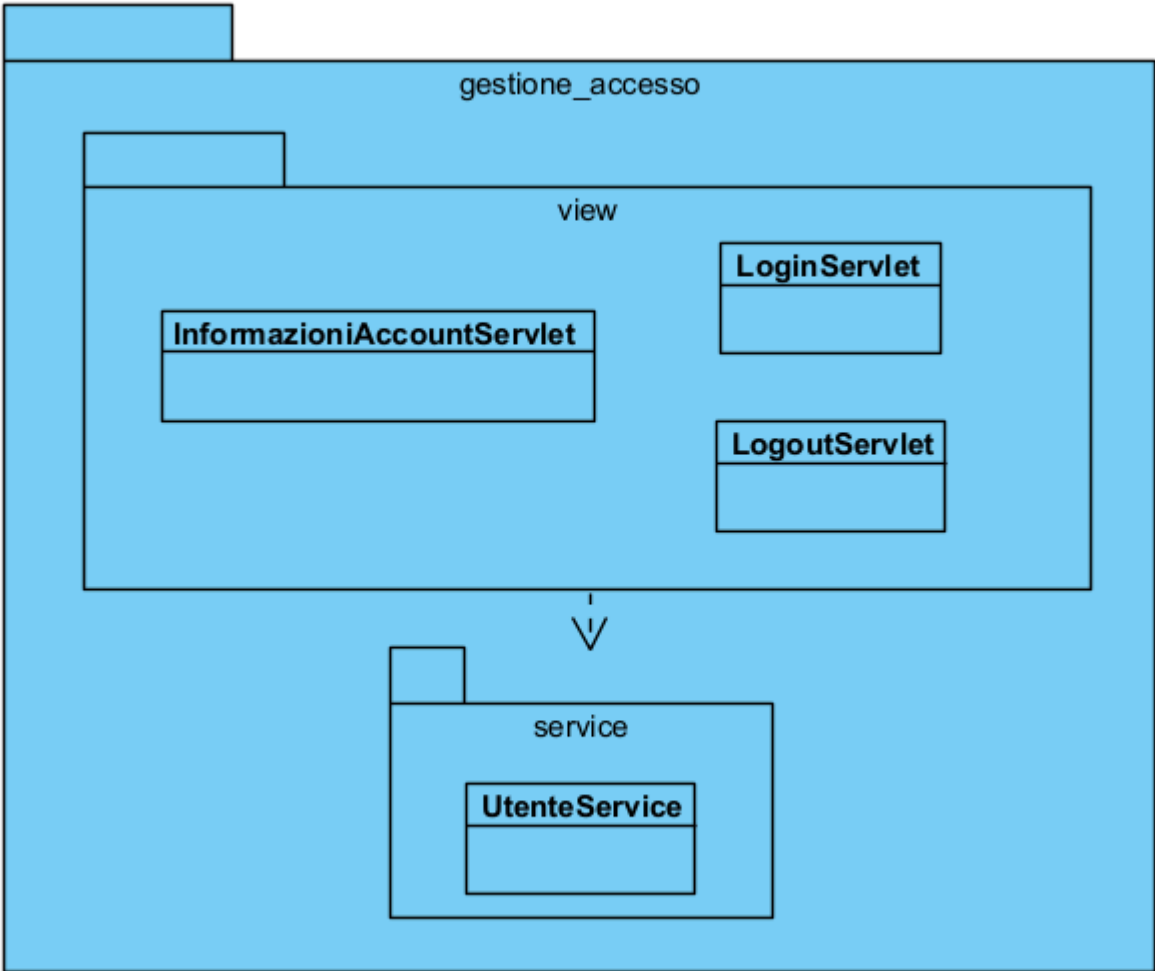 gestione_accesso
view
LoginServlet
InformazioniAccountServlet
LogoutServlet
service
UtenteService